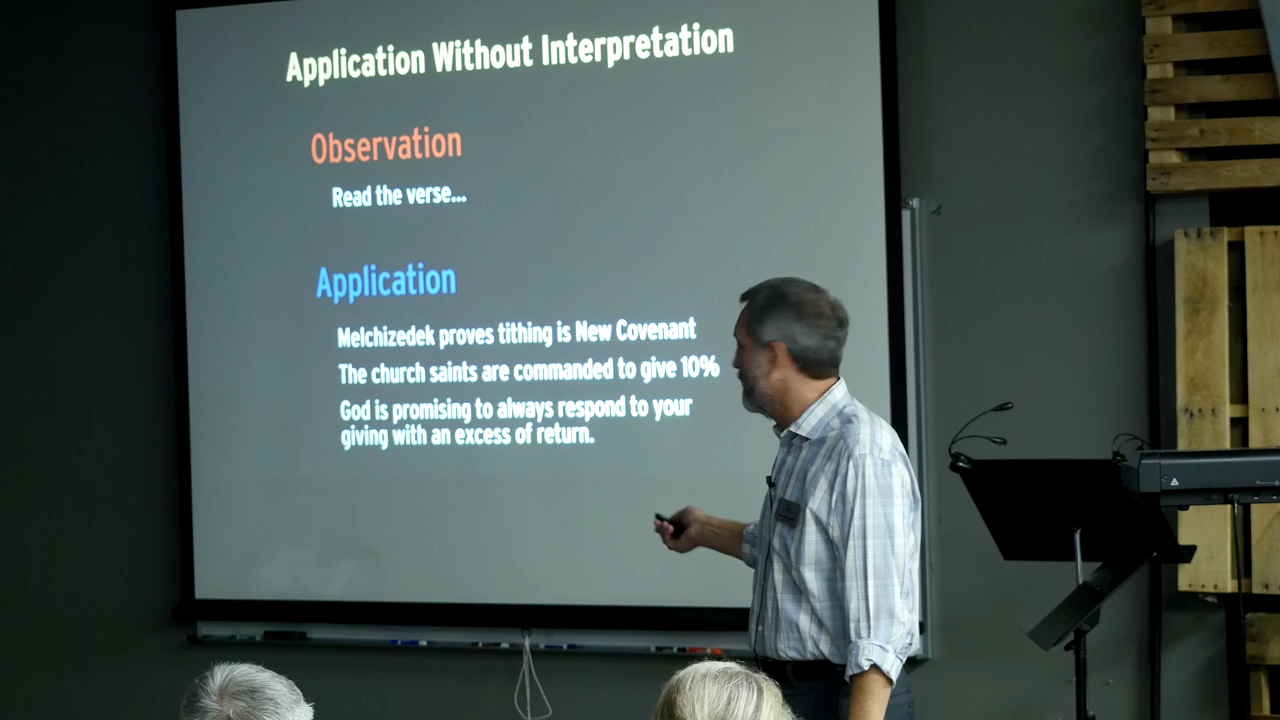 Application Without Interpretation
Observation
Read the verse...
Application
Melchizedek proves tithing is New Covenant
The church saints are commanded to give 10%
God is promising to always respond to your
giving with an excess of return.